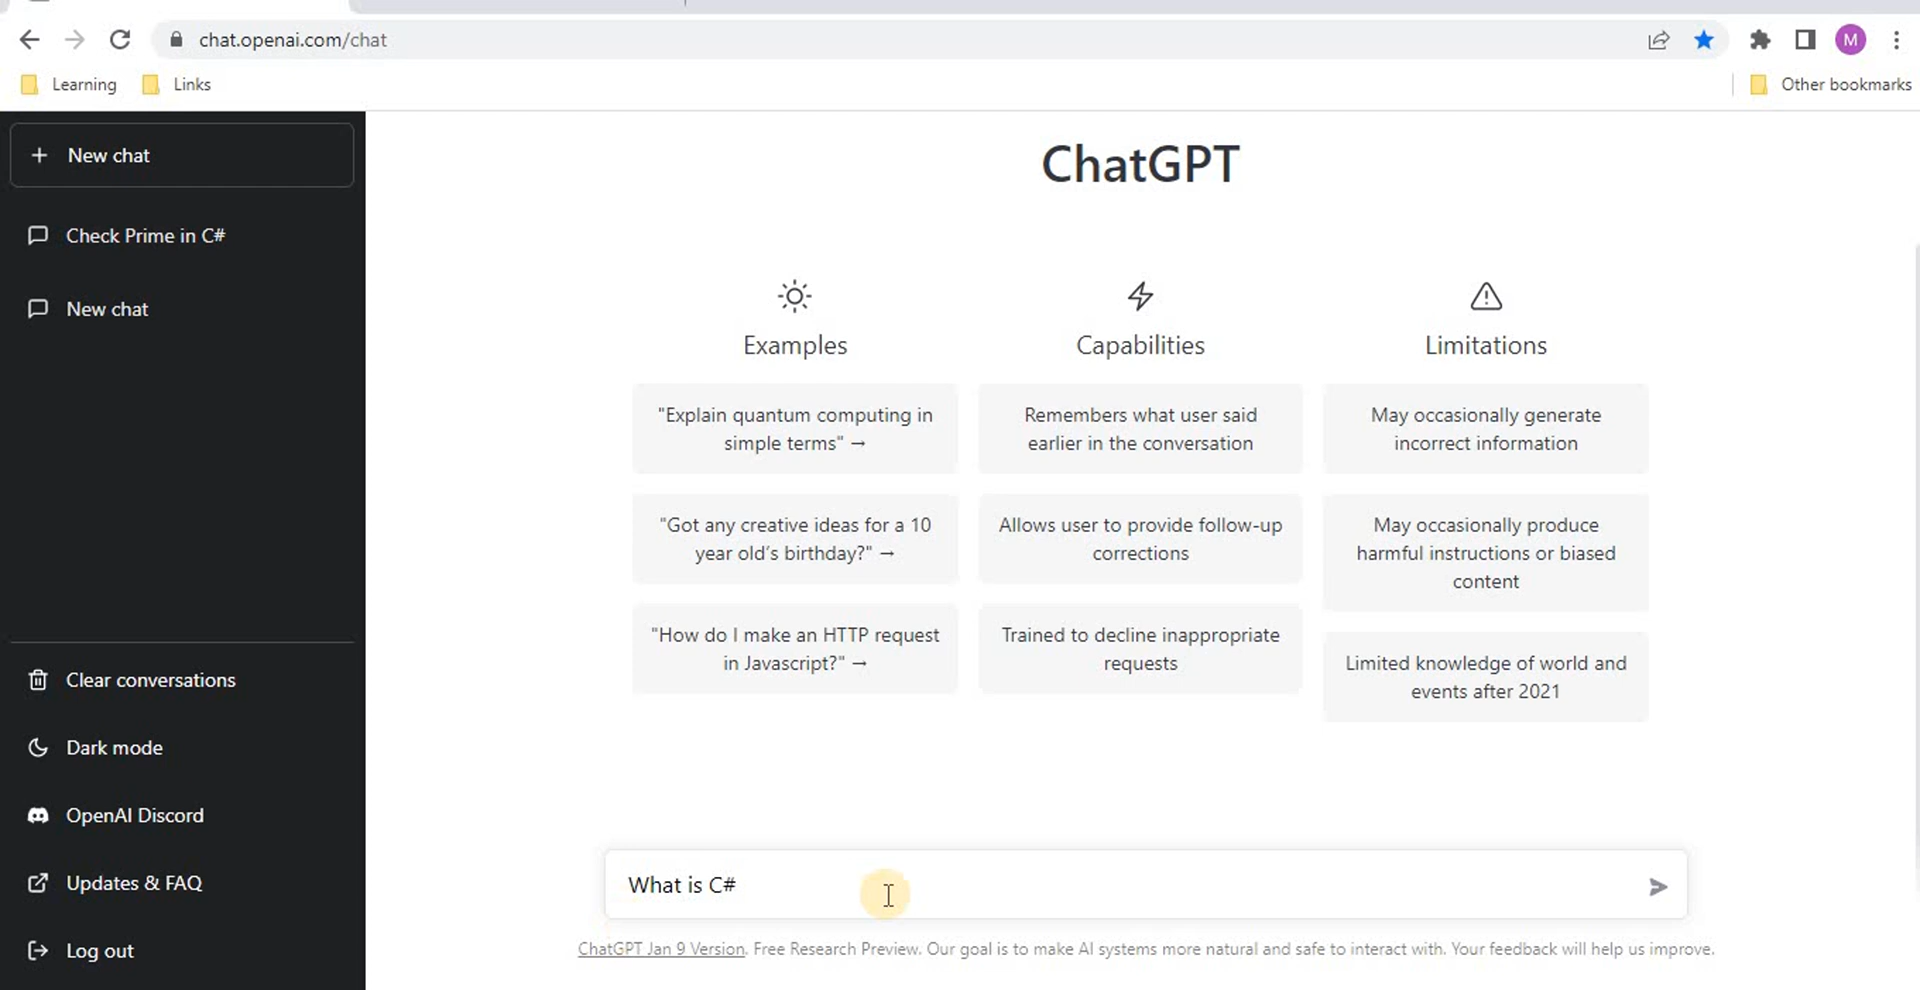 chat.openai.com/chat
M
Learning
Links
Other bookmarks
New chat
Check Prime in C#
New chat
Clear conversations
Dark mode
OpenAI Discord
Updates & FAQ
Log out
ChatGPT
Examples
"Explain quantum computing in
simple terms" →
"Got any creative ideas for a 10
year old's birthday?" →
"How do I make an HTTP request
in Javascript?" →
Capabilities
Remembers what user said
earlier in the conversation
Allows user to provide follow-up
corrections
Trained to decline inappropriate
requests
Limitations
May occasionally generate
incorrect information
May occasionally produce
harmful instructions or biased
content
Limited knowledge of world and
events after 2021
What is C#
ChatGPT Jan 9 Version. Free Research Preview. Our goal is to make AI systems more natural and safe to interact with. Your feedback will help us improve.